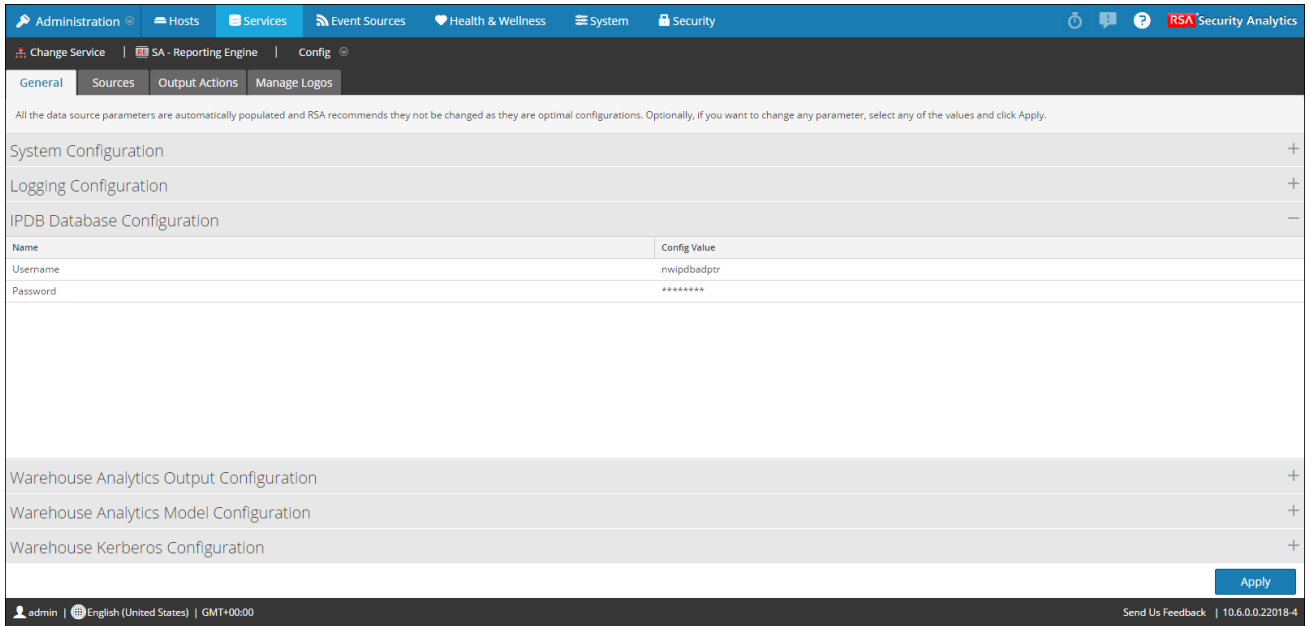 Administration Hosts Services Event Sources Health & Wellness System Security RSA Security Analytics
Change Service | RE SA - Reporting Engine | Config
General Sources Output Actions Manage Logos
All the data source parameters are automatically populated and RSA recommends they not be changed as they are optimal configurations. Optionally, if you want to change any parameter, select any of the values and click Apply.
System Configuration
Logging Configuration
IPDB Database Configuration
Name Config Value
Username nwipdbadptr
Password ********
Warehouse Analytics Output Configuration
Warehouse Analytics Model Configuration
Warehouse Kerberos Configuration
Apply
admin | English (United States) | GMT+00:00 Send Us Feedback | 10.6.0.0.22018-4